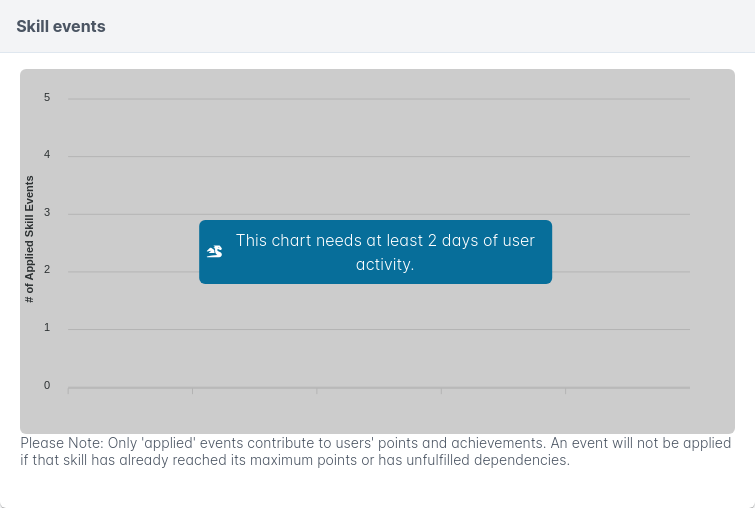 Skill events
5
4
3
2
1
0
# of Applied Skill Events
This chart needs at least 2 days of user
activity.
Please Note: Only 'applied' events contribute to users' points and achievements. An event will not be applied
if that skill has already reached its maximum points or has unfulfilled dependencies.